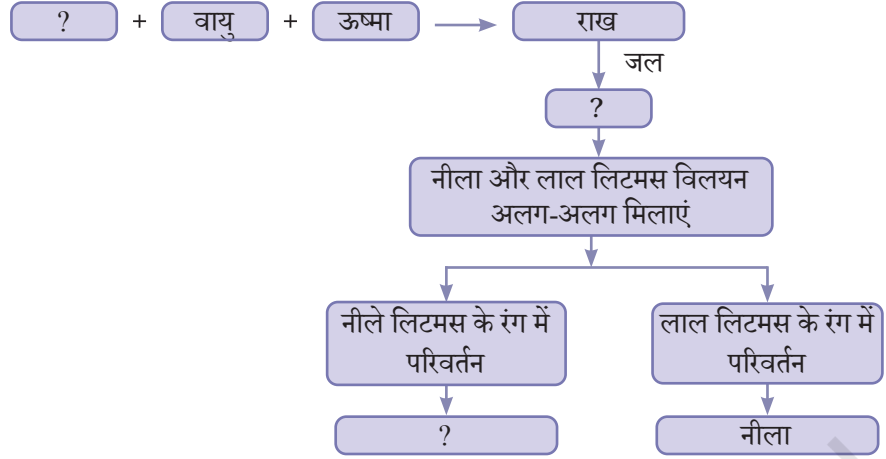 ? + वायु + ऊष्मा राख
जल
?
नीला और लाल लिटमस विलयन
अलग-अलग मिलाएं
नीले लिटमस के रंग में
परिवर्तन
लाल लिटमस के रंग में
परिवर्तन
?
नीला